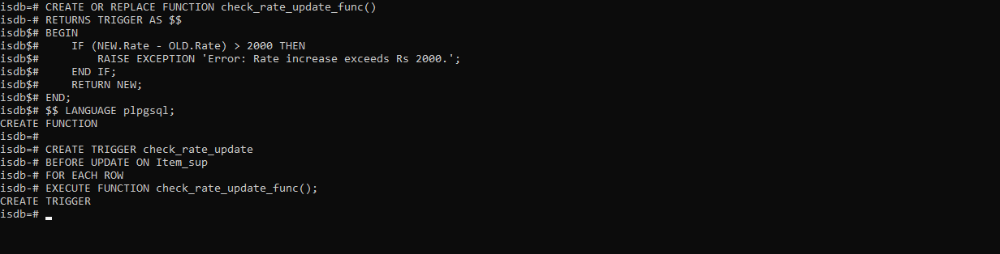 isdb=# CREATE OR REPLACE FUNCTION check_rate_update_func()
isdb-# RETURNS TRIGGER AS $$
isdb$# BEGIN
isdb$#     IF (NEW.Rate - OLD.Rate) > 2000 THEN
isdb$#         RAISE EXCEPTION 'Error: Rate increase exceeds Rs 2000.';
isdb$#     END IF;
isdb$#     RETURN NEW;
isdb$# END;
isdb$# $$ LANGUAGE plpgsql;
CREATE FUNCTION
isdb=#
isdb=# CREATE TRIGGER check_rate_update
isdb-# BEFORE UPDATE ON Item_sup
isdb-# FOR EACH ROW
isdb-# EXECUTE FUNCTION check_rate_update_func();
CREATE TRIGGER
isdb=#